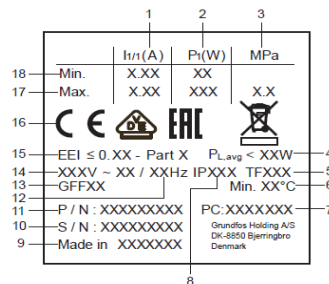 1 2 3
I1/1(A) P1(W) MPa
18 Min. X.XX XX
17 Max. X.XX XXX X.X
16 CE VDE EAC
15 EEI ≤ 0.XX - Part X PL,avg < XXW 4
14 XXXV ~ XX / XXHz IPXXX TFXXX 5
13 GFFXX Min. XX°C 6
12
11 P / N : XXXXXXXXX PC:XXXXXXX 7
10 S / N : XXXXXXXXX Grundfos Holding A/S
DK-8850 Bjerringbro
9 Made in XXXXXXX Denmark
8